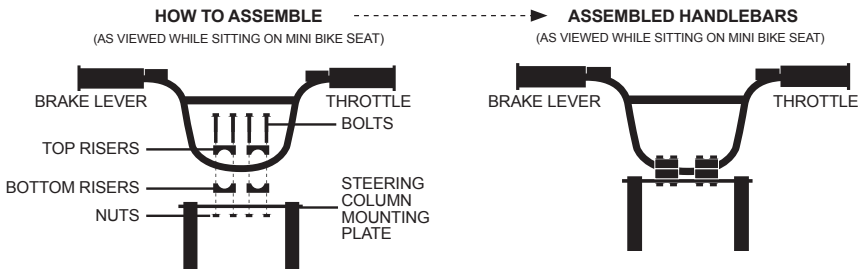 HOW TO ASSEMBLE
(AS VIEWED WHILE SITTING ON MINI BIKE SEAT)
BRAKE LEVER
THROTTLE
BOLTS
TOP RISERS
BOTTOM RISERS
NUTS
STEERING
COLUMN
MOUNTING
PLATE
ASSEMBLED HANDLEBARS
(AS VIEWED WHILE SITTING ON MINI BIKE SEAT)
BRAKE LEVER
THROTTLE